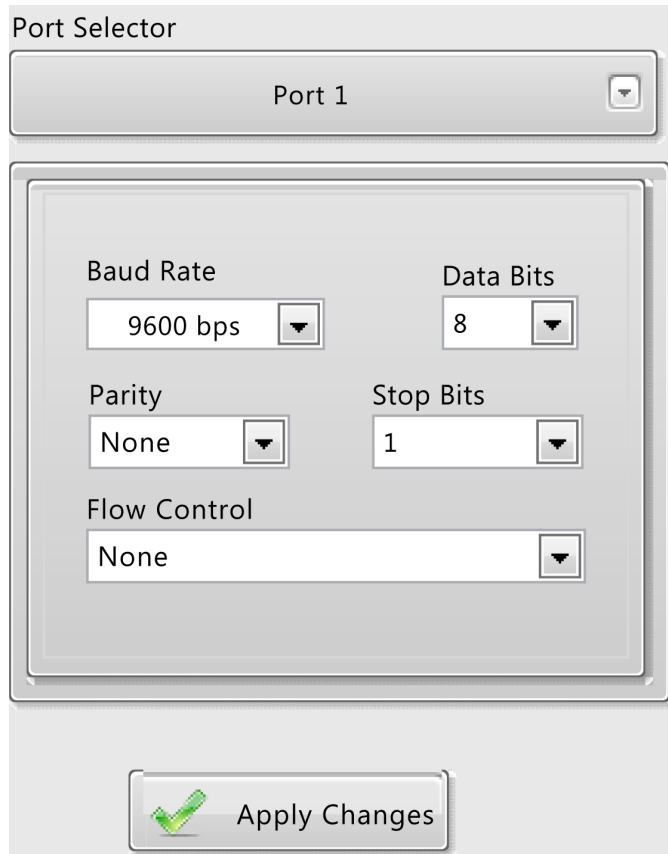 Port Selector
Port 1
Baud Rate
Data Bits
9600 bps
8
Parity
Stop Bits
None
1
Flow Control
None
Apply Changes